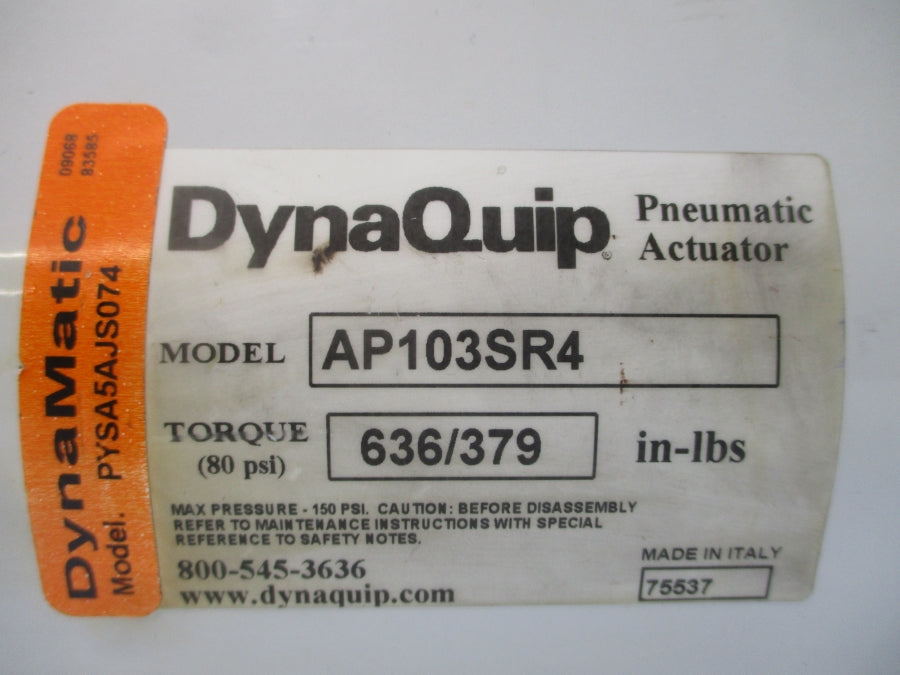 09068
83585
DynaMatic
Model. PYSA5AJS074
DynaQuip®
Pneumatic
Actuator
MODEL AP103SR4
TORQUE 636/379 in-lbs
(80 psi)
MAX PRESSURE - 150 PSI. CAUTION: BEFORE DISASSEMBLY
REFER TO MAINTENANCE INSTRUCTIONS WITH SPECIAL
REFERENCE TO SAFETY NOTES.
800-545-3636
www.dynaquip.com
MADE IN ITALY
75537